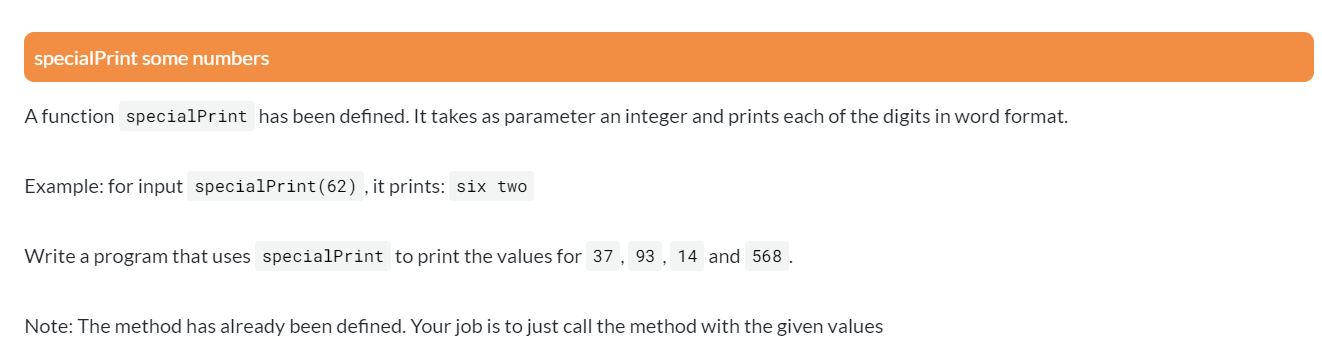 specialPrint some numbers
A function specialPrint has been defined. It takes as parameter an integer and prints each of the digits in word format.
Example: for input specialPrint(62) , it prints: six two
Write a program that uses specialPrint to print the values for 37 , 93 , 14 and 568 .
Note: The method has already been defined. Your job is to just call the method with the given values